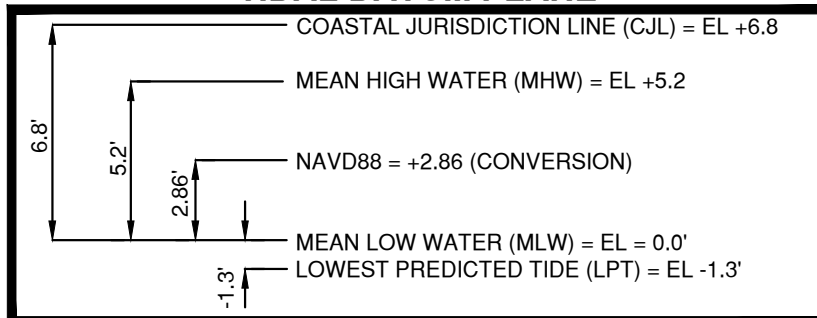 COASTAL JURISDICTION LINE (CJL) = EL +6.8
MEAN HIGH WATER (MHW) = EL +5.2
6.8'
5.2'
NAVD88 = +2.86 (CONVERSION)
2.86'
MEAN LOW WATER (MLW) = EL = 0.0'
LOWEST PREDICTED TIDE (LPT) = EL -1.3'
-1.3'